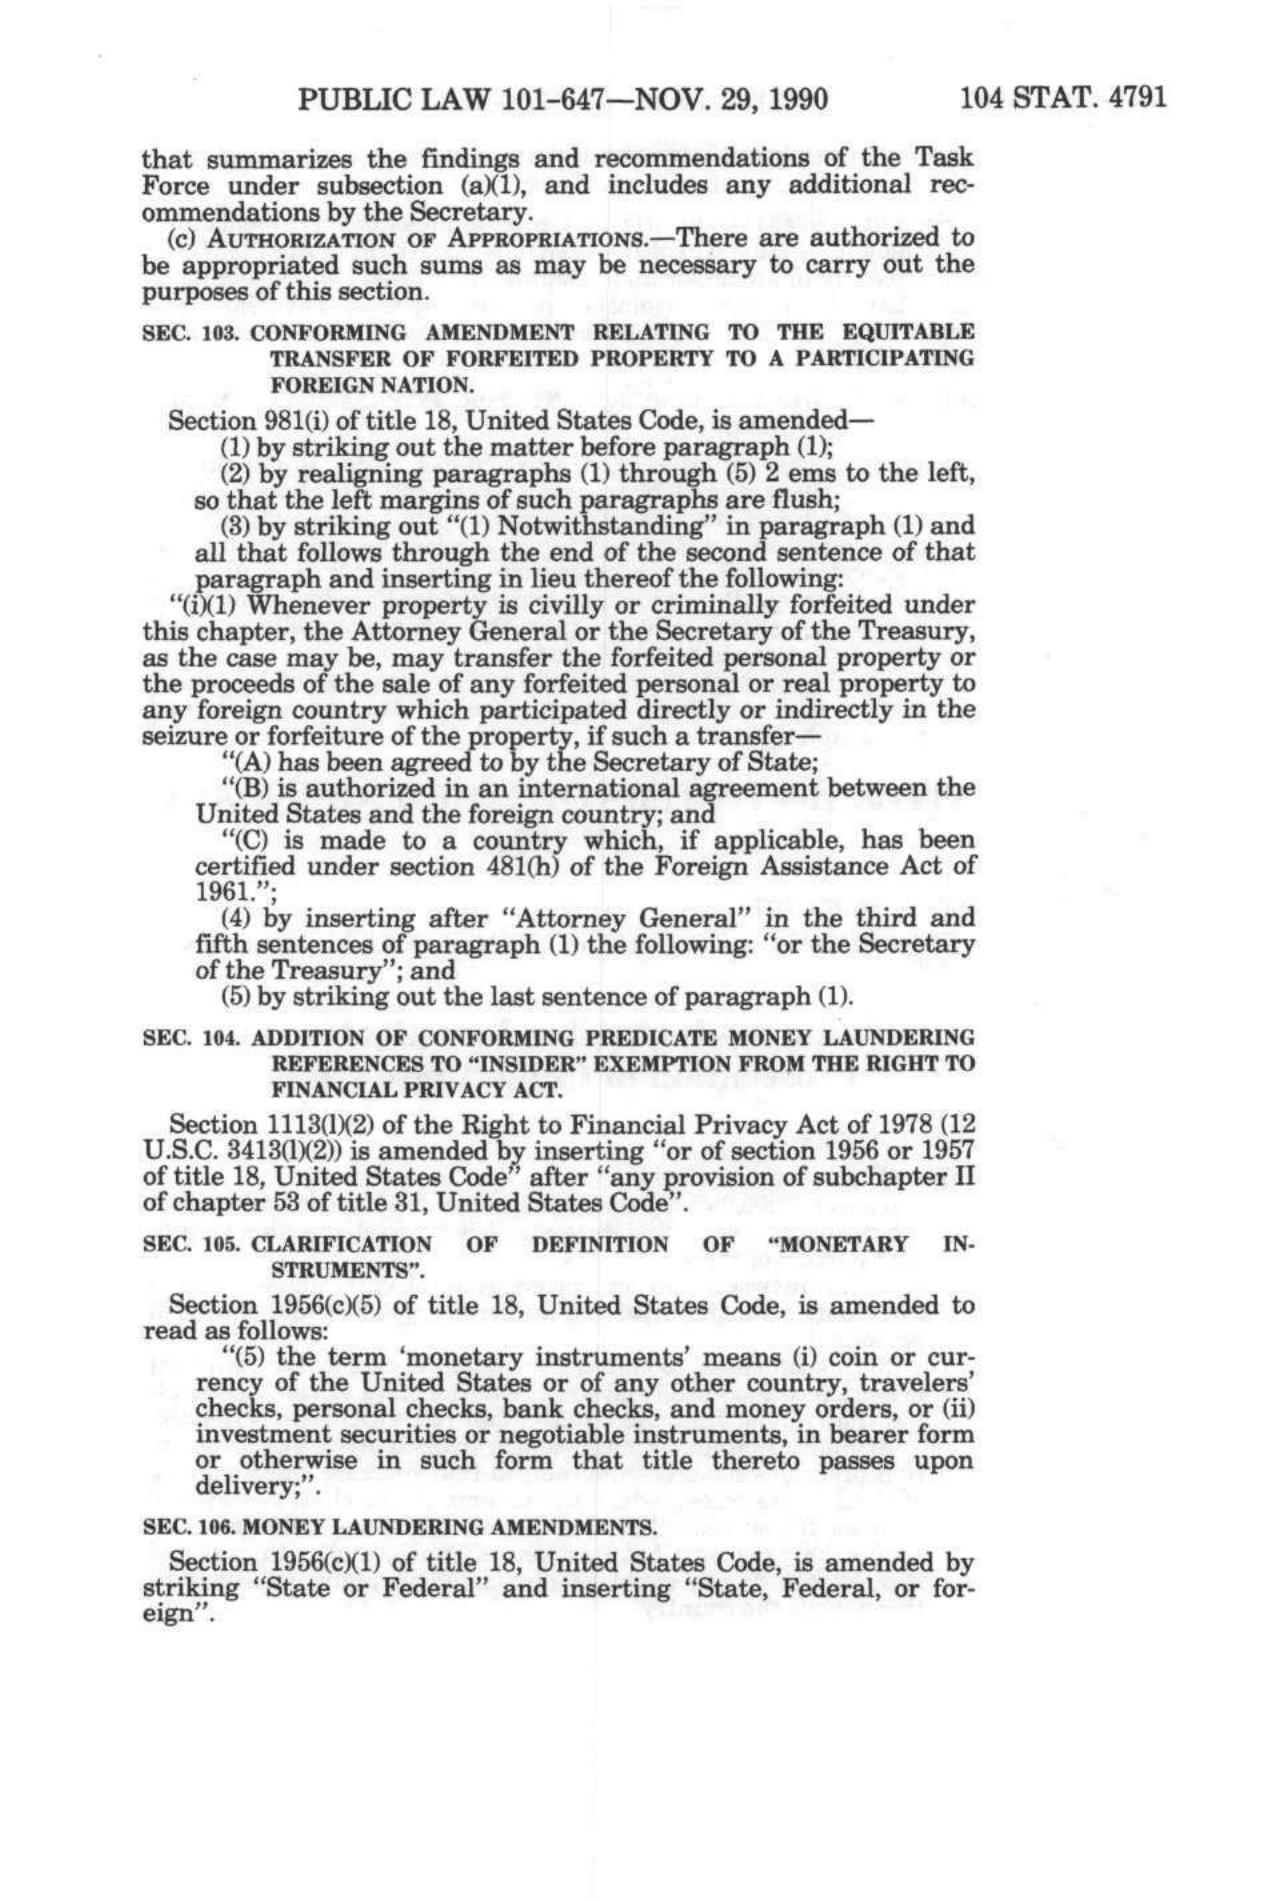 PUBLIC LAW 101-647—NOV. 29, 1990 104 STAT. 4791
that summarizes the findings and recommendations of the Task
Force under subsection (a)(1), and includes any additional rec-
ommendations by the Secretary.
(c) AUTHORIZATION OF APPROPRIATIONS.—There are authorized to
be appropriated such sums as may be necessary to carry out the
purposes of this section.
SEC. 103. CONFORMING AMENDMENT RELATING TO THE EQUITABLE
TRANSFER OF FORFEITED PROPERTY TO A PARTICIPATING
FOREIGN NATION.
Section 981(i) of title 18, United States Code, is amended—
(1) by striking out the matter before paragraph (1);
(2) by realigning paragraphs (1) through (5) 2 ems to the left,
so that the left margins of such paragraphs are flush;
(3) by striking out "(1) Notwithstanding" in paragraph (1) and
all that follows through the end of the second sentence of that
paragraph and inserting in lieu thereof the following:
"(i)(1) Whenever property is civilly or criminally forfeited under
this chapter, the Attorney General or the Secretary of the Treasury,
as the case may be, may transfer the forfeited personal property or
the proceeds of the sale of any forfeited personal or real property to
any foreign country which participated directly or indirectly in the
seizure or forfeiture of the property, if such a transfer—
"(A) has been agreed to by the Secretary of State;
"(B) is authorized in an international agreement between the
United States and the foreign country; and
"(C) is made to a country which, if applicable, has been
certified under section 481(h) of the Foreign Assistance Act of
1961.";
(4) by inserting after "Attorney General" in the third and
fifth sentences of paragraph (1) the following: "or the Secretary
of the Treasury"; and
(5) by striking out the last sentence of paragraph (1).
SEC. 104. ADDITION OF CONFORMING PREDICATE MONEY LAUNDERING
REFERENCES TO "INSIDER" EXEMPTION FROM THE RIGHT TO
FINANCIAL PRIVACY ACT.
Section 1113(l)(2) of the Right to Financial Privacy Act of 1978 (12
U.S.C. 3413(l)(2)) is amended by inserting "or of section 1956 or 1957
of title 18, United States Code" after "any provision of subchapter II
of chapter 53 of title 31, United States Code".
SEC. 105. CLARIFICATION OF DEFINITION OF "MONETARY IN-
STRUMENTS".
Section 1956(c)(5) of title 18, United States Code, is amended to
read as follows:
"(5) the term 'monetary instruments' means (i) coin or cur-
rency of the United States or of any other country, travelers'
checks, personal checks, bank checks, and money orders, or (ii)
investment securities or negotiable instruments, in bearer form
or otherwise in such form that title thereto passes upon
delivery;".
SEC. 106. MONEY LAUNDERING AMENDMENTS.
Section 1956(c)(1) of title 18, United States Code, is amended by
striking "State or Federal" and inserting "State, Federal, or for-
eign".